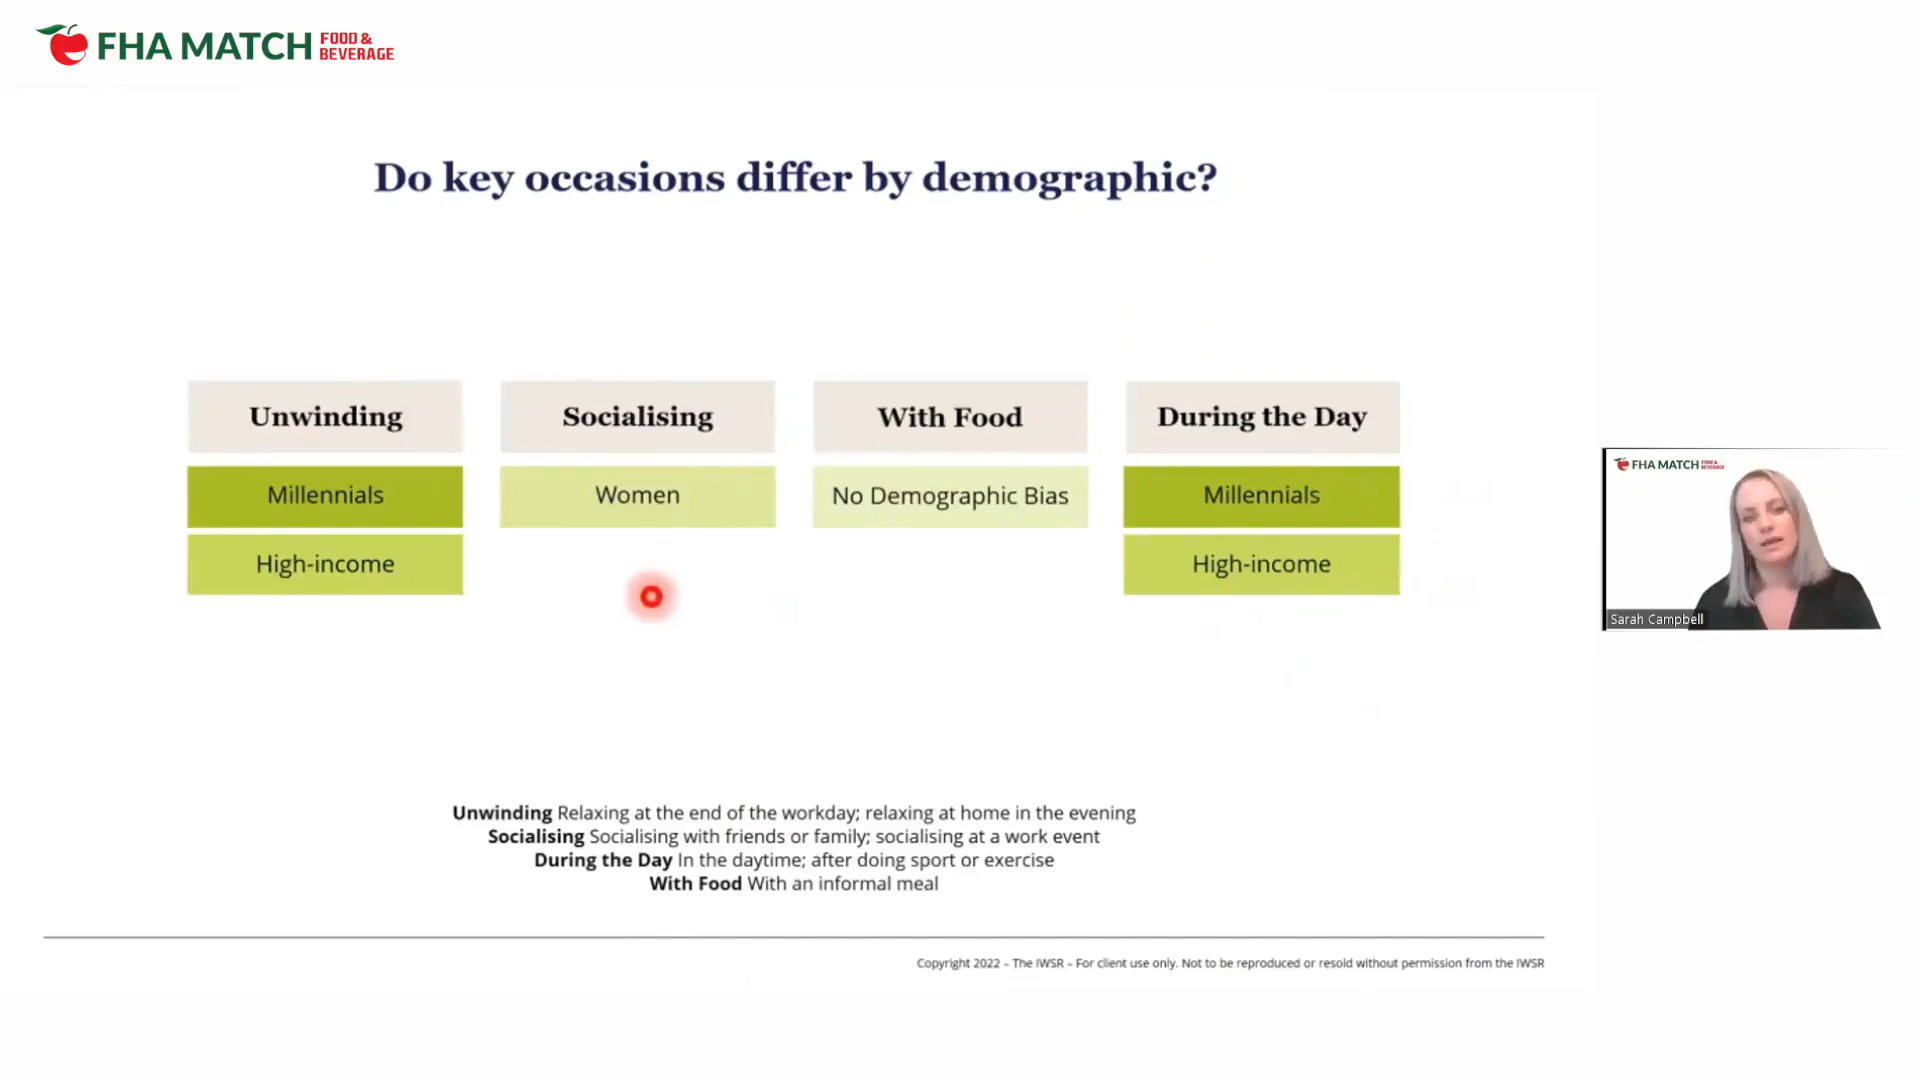 FHA MATCH FOOD & BEVERAGE
Do key occasions differ by demographic?
Unwinding
Socialising
With Food
During the Day
Millennials
Women
No Demographic Bias
Millennials
High-income
High-income
FHA MATCH FOOD & BEVERAGE
Sarah Campbell
Unwinding Relaxing at the end of the workday; relaxing at home in the evening
Socialising Socialising with friends or family; socialising at a work event
During the Day In the daytime; after doing sport or exercise
With Food With an informal meal
Copyright 2022 – The IWSR – For client use only. Not to be reproduced or resold without permission from the IWSR